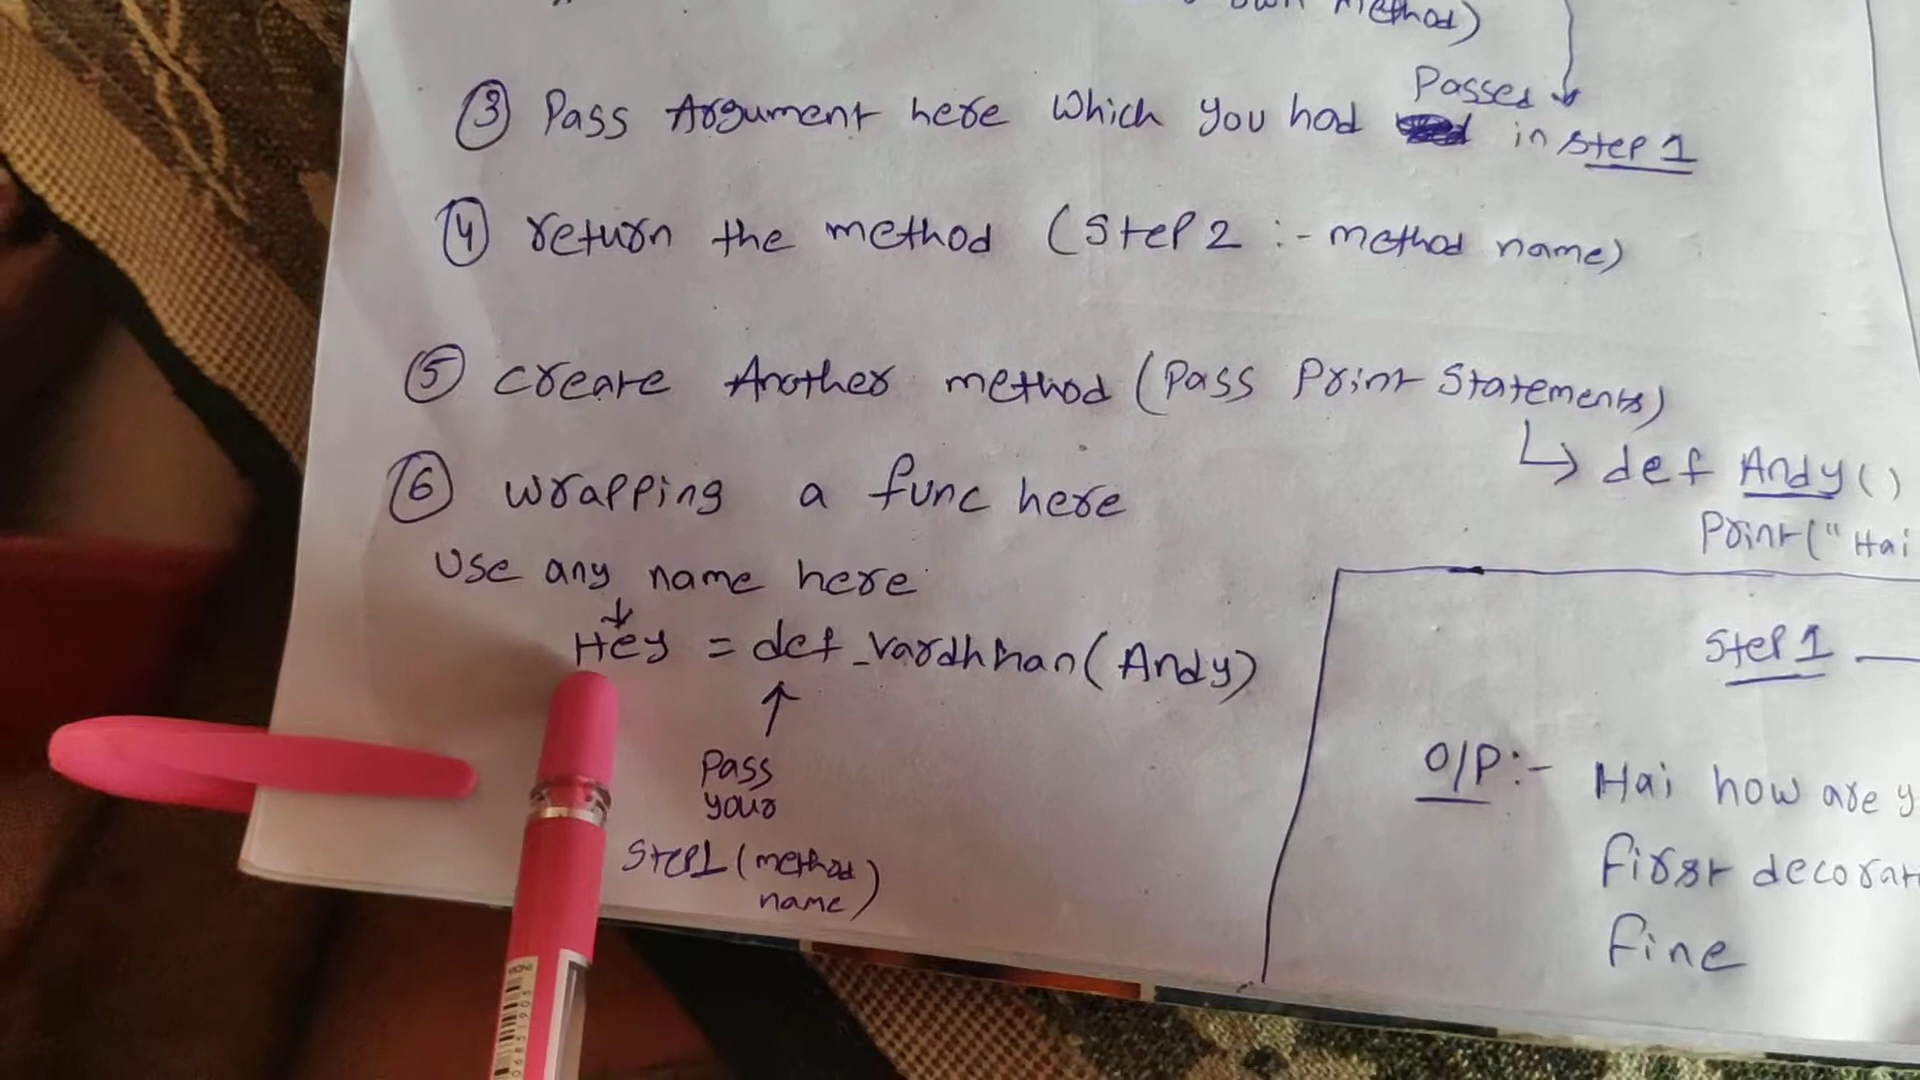 own method)
③ Pass Argument here which you had Passed in Step 1
④ return the method (Step 2 :- method name)
⑤ create Another method (Pass Print Statements)
↳ def Andy()
Print("Hai
⑥ wrapping a func here
Use any name here
Hey = def_vardhman(Andy)
Pass
your
Step1 (method
name)
Step 1
O/P:- Hai how are y
first decorat
fine